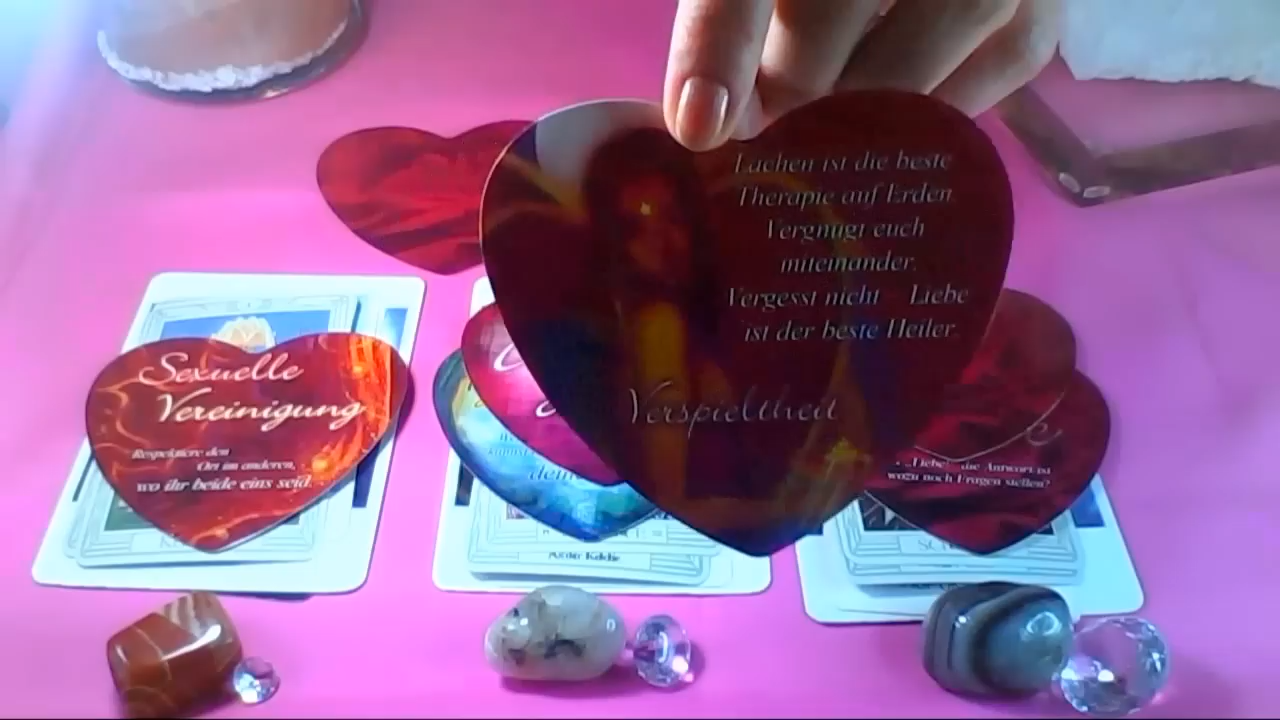 Lachen ist die beste
Therapie auf Erden.
Vergnügt euch
miteinander.
Vergesst nicht Liebe
ist der beste Heiler.
Verspieltheit
Sexuelle
Vereinigung
Respektiere den
Ort im anderen,
wo ihr beide eins seid.
"Liebe" die Antwort ist
wozu noch Fragen stellen?
Kelche